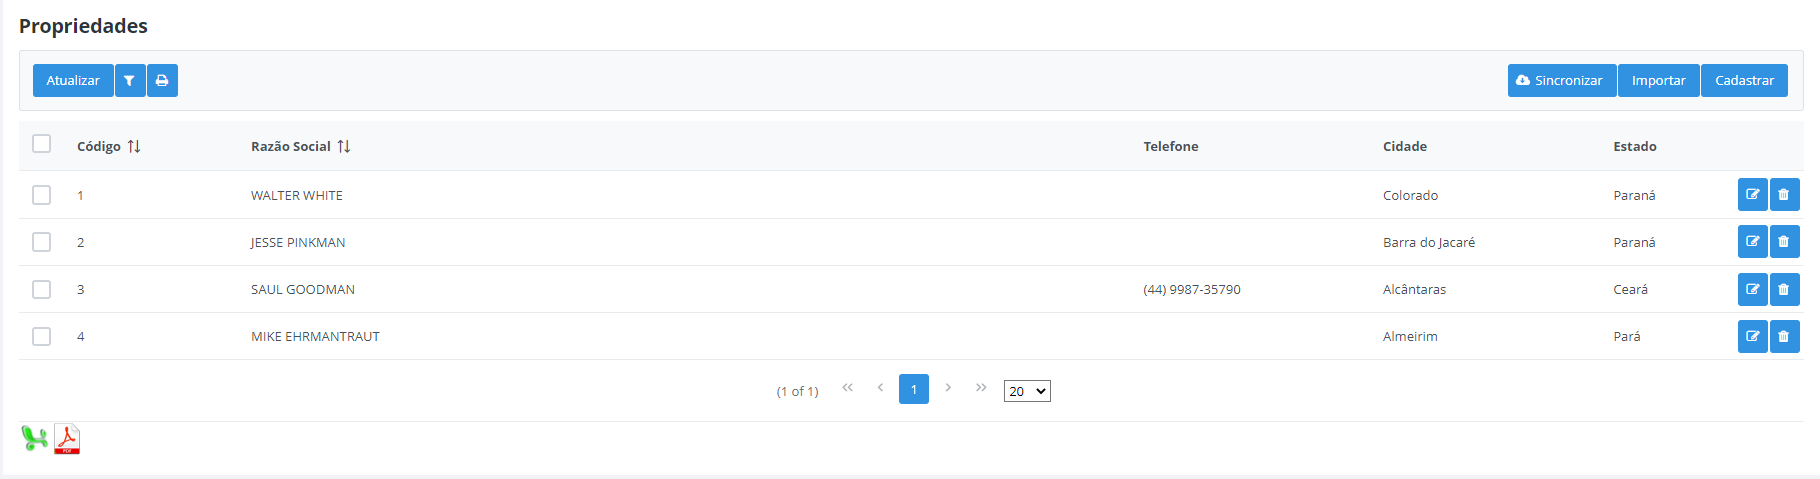 Propriedades
Atualizar Sincronizar Importar Cadastrar
Código Razão Social Telefone Cidade Estado
1 WALTER WHITE Colorado Paraná
2 JESSE PINKMAN Barra do Jacaré Paraná
3 SAUL GOODMAN (44) 9987-35790 Alcântaras Ceará
4 MIKE EHRMANTRAUT Almeirim Pará
(1 of 1) 1 20
PDF